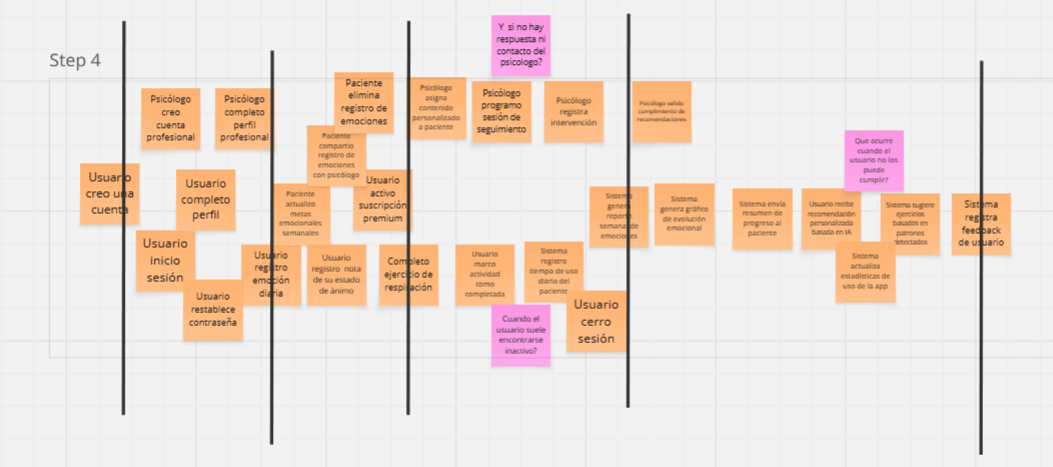 Step 4
Y si no hay
respuesta ni
contacto del
psicologo?
Psicólogo
creo
cuenta
profesional
Psicólogo
completo
perfil
profesional
Paciente
elimina
registro de
emociones
Psicólogo
asigna
contenido
personalizado
a paciente
Psicólogo
programo
sesión de
seguimiento
Psicólogo
registra
intervención
Psicólogo valido
cumplimiento de
recomendaciones
Paciente
compartio
registro de
emociones
con psicólogo
Que ocurre
cuando el
usuario no los
puede
cumplir?
Usuario
creo una
cuenta
Usuario
completo
perfil
Paciente
actualizo
metas
emocionales
semanales
Usuario
activo
suscripción
premium
Sistema
genera
reporte
semanal de
emociones
Sistema
genera gráfico
de evolución
emocional
Sistema envía
resumen de
progreso al
paciente
Usuario recibe
recomendación
personalizada
basada en IA
Sistema sugiere
ejercicios
basados en
patrones
detectados
Sistema
registra
feedback
de usuario
Usuario
inicio
sesión
Usuario
registro
emoción
diaria
Usuario
registro nota
de su estado
de ánimo
Completo
ejercicio de
respiración
Usuario
marco
actividad
como
completada
Sistema
registro
tiempo de uso
diario del
paciente
Sistema
actualiza
estadísticas de
uso de la app
Usuario
restablece
contraseña
Cuando el
usuario suele
encontrarse
inactivo?
Usuario
cerro
sesión